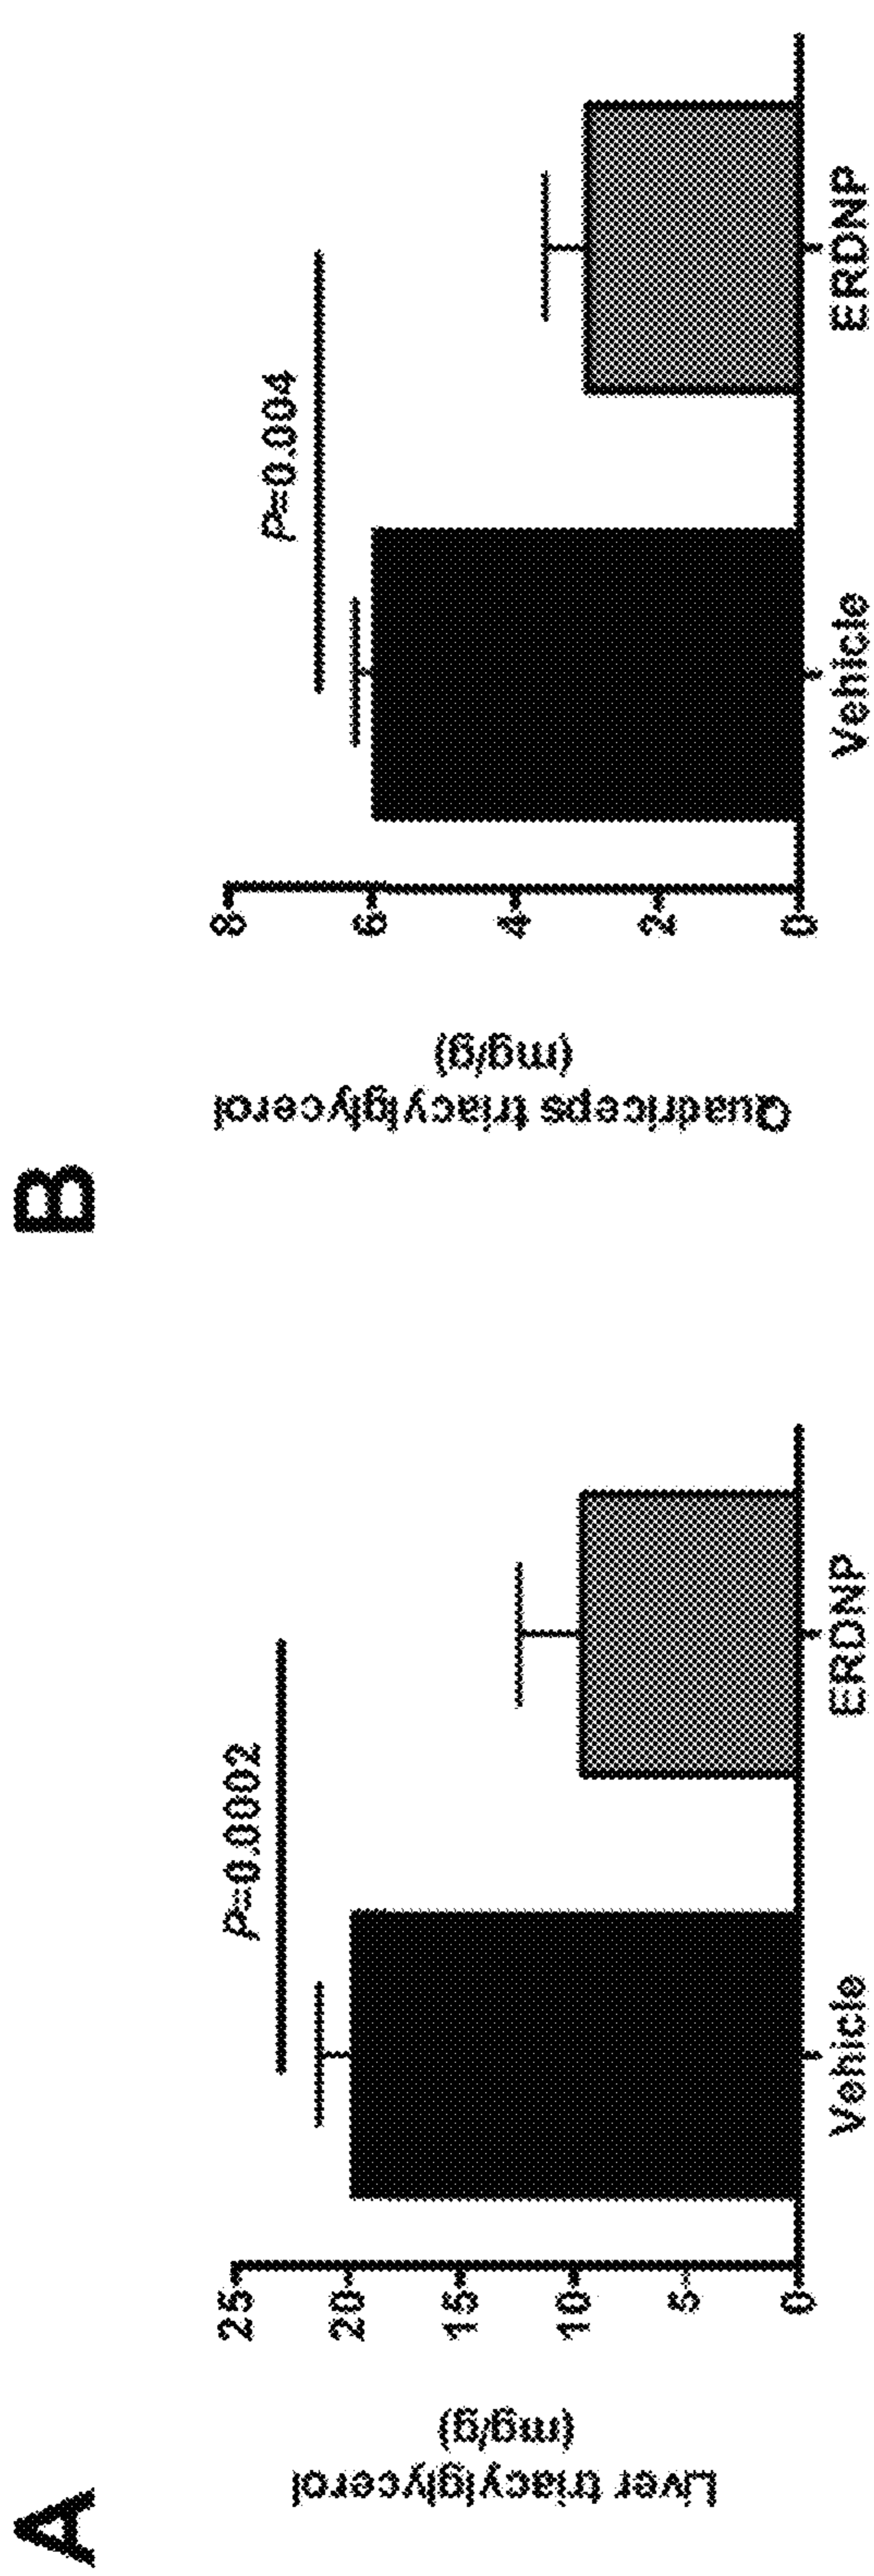 A
Liver triacylglycerol
(mg/g)
25
20
15
10
5
0
P=0.0002
Vehicle
ERDNP
B
Quadriceps triacylglycerol
(mg/g)
8
6
4
2
0
P=0.004
Vehicle
ERDNP